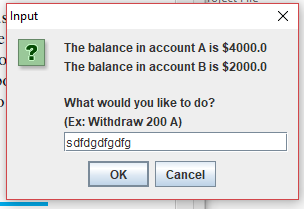 Input
The balance in account A is $4000.0
The balance in account B is $2000.0
What would you like to do?
(Ex: Withdraw 200 A)
sdfdgdfgdfg
OK
Cancel